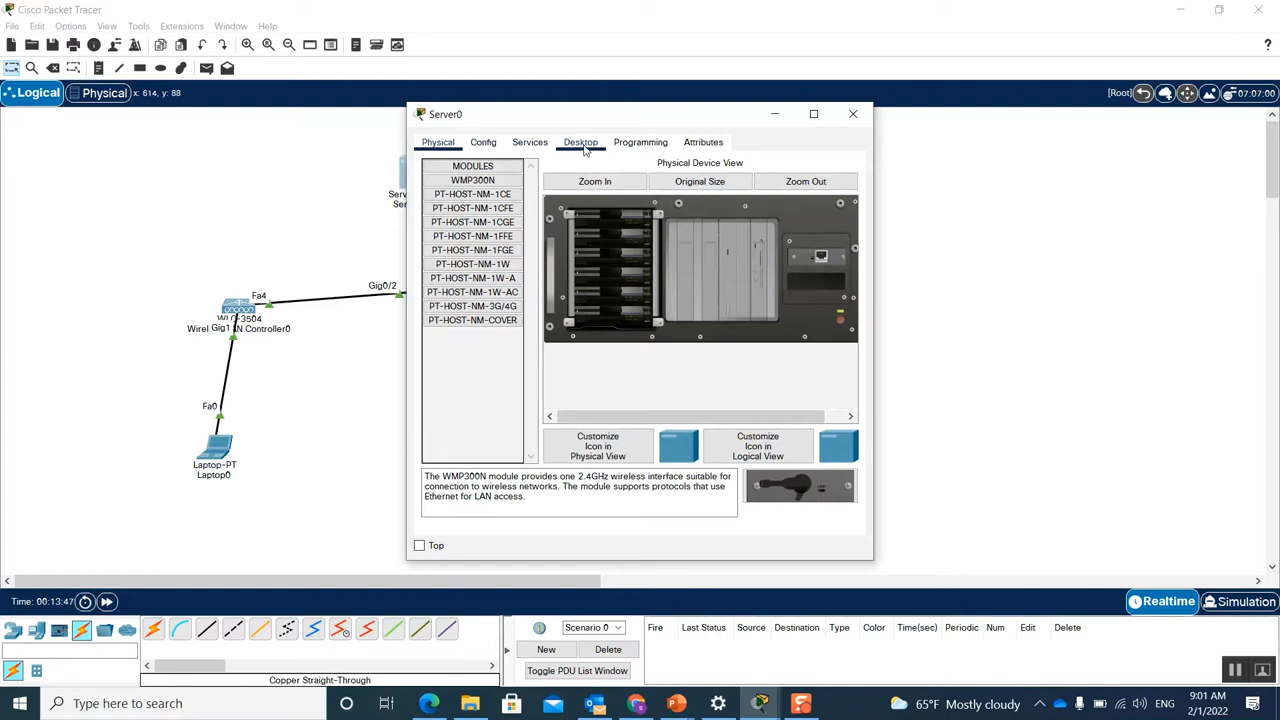 Cisco Packet Tracer
File Edit Options View Tools Extensions Window Help
Logical Physical x: 614, y: 88 [Root] 07:07:00
Server0
Physical Config Services Desktop Programming Attributes
MODULES
WMP300N
PT-HOST-NM-1CE
PT-HOST-NM-1CFE
PT-HOST-NM-1CGE
PT-HOST-NM-1FFE
PT-HOST-NM-1FGE
PT-HOST-NM-1W
PT-HOST-NM-1W-A
PT-HOST-NM-1W-AC
PT-HOST-NM-3G/4G
PT-HOST-NM-COVER
Physical Device View
Zoom In Original Size Zoom Out
Customize
Icon in
Physical View
Customize
Icon in
Logical View
The WMP300N module provides one 2.4GHz wireless interface suitable for
connection to wireless networks. The module supports protocols that use
Ethernet for LAN access.
Top
Serv
Ser
Gig0/2
Fa4
3504
Wirel Gig1 N Controller0
Fa0
Laptop-PT
Laptop0
Time: 00:13:47
Realtime Simulation
Scenario 0
New Delete
Toggle PDU List Window
Fire Last Status Source Destination Type Color Time(sec) Periodic Num Edit Delete
Copper Straight-Through
Type here to search
65°F Mostly cloudy
9:01 AM
2/1/2022